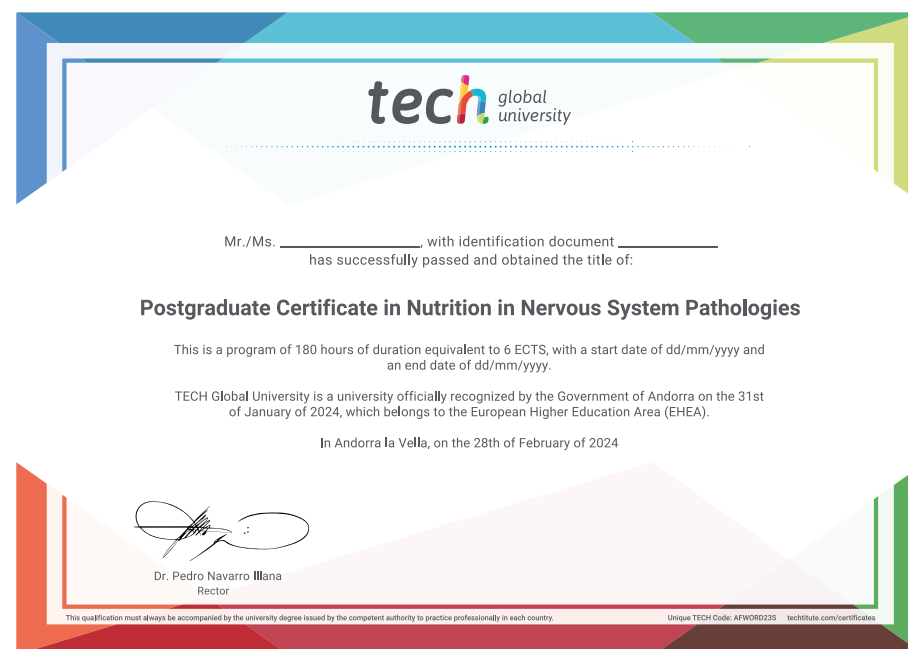 tech global university
Mr./Ms. ____________, with identification document ____________
has successfully passed and obtained the title of:
Postgraduate Certificate in Nutrition in Nervous System Pathologies
This is a program of 180 hours of duration equivalent to 6 ECTS, with a start date of dd/mm/yyyy and
an end date of dd/mm/yyyy.
TECH Global University is a university officially recognized by the Government of Andorra on the 31st
of January of 2024, which belongs to the European Higher Education Area (EHEA).
In Andorra la Vella, on the 28th of February of 2024
Dr. Pedro Navarro Illana
Rector
This qualification must always be accompanied by the university degree issued by the competent authority to practice professionally in each country.
Unique TECH Code: AFWORD23S techtitute.com/certificates